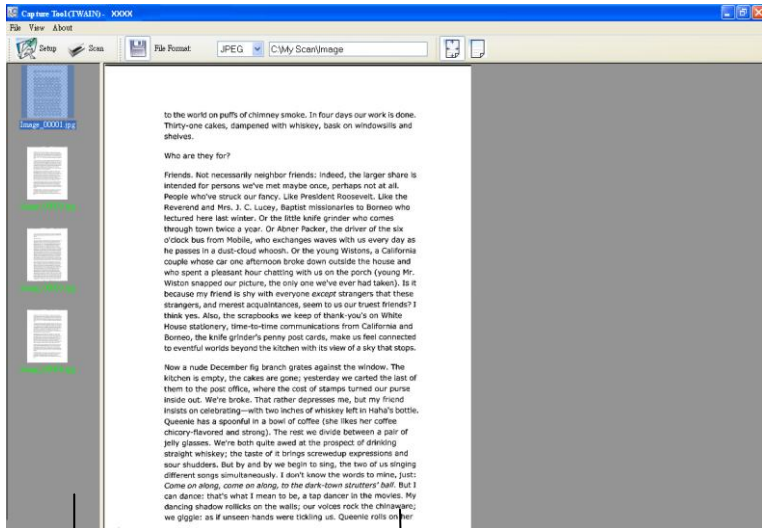 Capture Tool(TWAIN) - XXXX
File View About
Setup Scan File Format: JPEG C:\My Scan\Image
Image_00001.jpg
to the world on puffs of chimney smoke. In four days our work is done.
Thirty-one cakes, dampened with whiskey, bask on windowsills and
shelves.
Who are they for?
Friends. Not necessarily neighbor friends: indeed, the larger share is
intended for persons we've met maybe once, perhaps not at all.
People who've struck our fancy. Like President Roosevelt. Like the
Reverend and Mrs. J. C. Lucey, Baptist missionaries to Borneo who
lectured here last winter. Or the little knife grinder who comes
through town twice a year. Or Abner Packer, the driver of the six
o'clock bus from Mobile, who exchanges waves with us every day as
he passes in a dust-cloud whoosh. Or the young Wistons, a California
couple whose car one afternoon broke down outside the house and
who spent a pleasant hour chatting with us on the porch (young Mr.
Wiston snapped our picture, the only one we've ever had taken). Is it
because my friend is shy with everyone except strangers that these
strangers, and merest acquaintances, seem to us our truest friends? I
think yes. Also, the scrapbooks we keep of thank-you's on White
House stationery, time-to-time communications from California and
Borneo, the knife grinder's penny post cards, make us feel connected
to eventful worlds beyond the kitchen with its view of a sky that stops.
Now a nude December fig branch grates against the window. The
kitchen is empty, the cakes are gone; yesterday we carted the last of
them to the post office, where the cost of stamps turned our purse
inside out. We're broke. That rather depresses me, but my friend
insists on celebrating—with two inches of whiskey left in Haha's bottle.
Queenie has a spoonful in a bowl of coffee (she likes her coffee
chicory-flavored and strong). The rest we divide between a pair of
jelly glasses. We're both quite awed at the prospect of drinking
straight whiskey; the taste of it brings screwedup expressions and
sour shudders. But by and by we begin to sing, the two of us singing
different songs simultaneously. I don't know the words to mine, just:
Come on along, come on along, to the dark-town strutters' ball. But I
can dance: that's what I mean to be, a tap dancer in the movies. My
dancing shadow rollicks on the walls; our voices rock the chinaware;
we giggle: as if unseen hands were tickling us. Queenie rolls on her